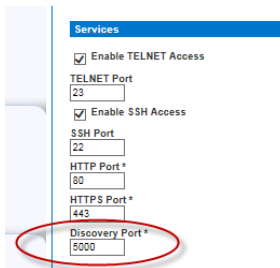 Services
Enable TELNET Access
TELNET Port
23
Enable SSH Access
SSH Port
22
HTTP Port *
80
HTTPS Port *
443
Discovery Port *
5000